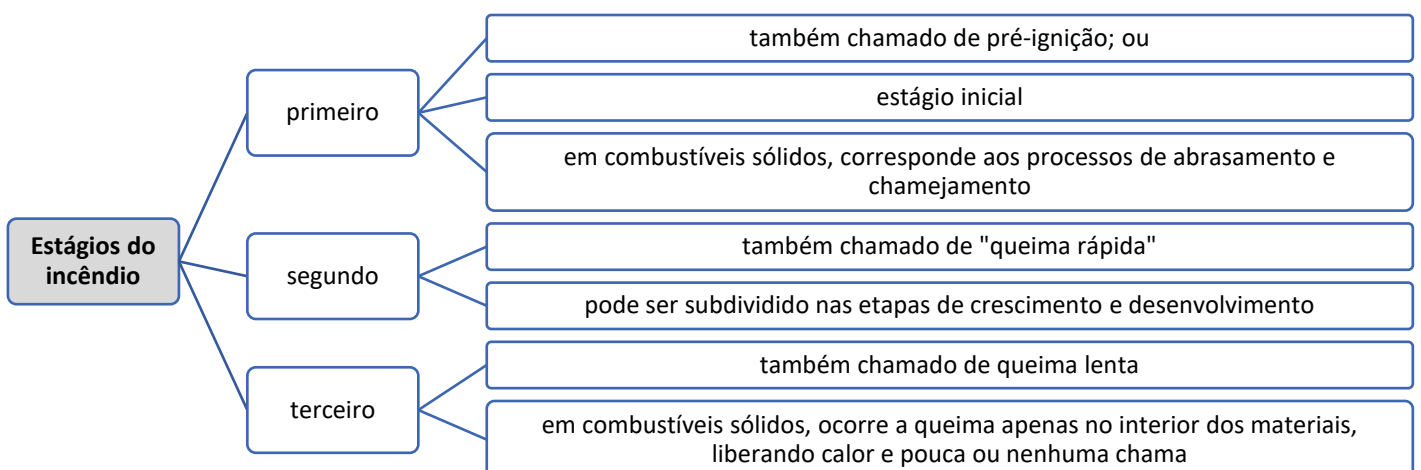 Estágios do
incêndio
primeiro
também chamado de pré-ignição; ou
estágio inicial
em combustíveis sólidos, corresponde aos processos de abrasamento e
chamejamento
segundo
também chamado de "queima rápida"
pode ser subdividido nas etapas de crescimento e desenvolvimento
terceiro
também chamado de queima lenta
em combustíveis sólidos, ocorre a queima apenas no interior dos materiais,
liberando calor e pouca ou nenhuma chama